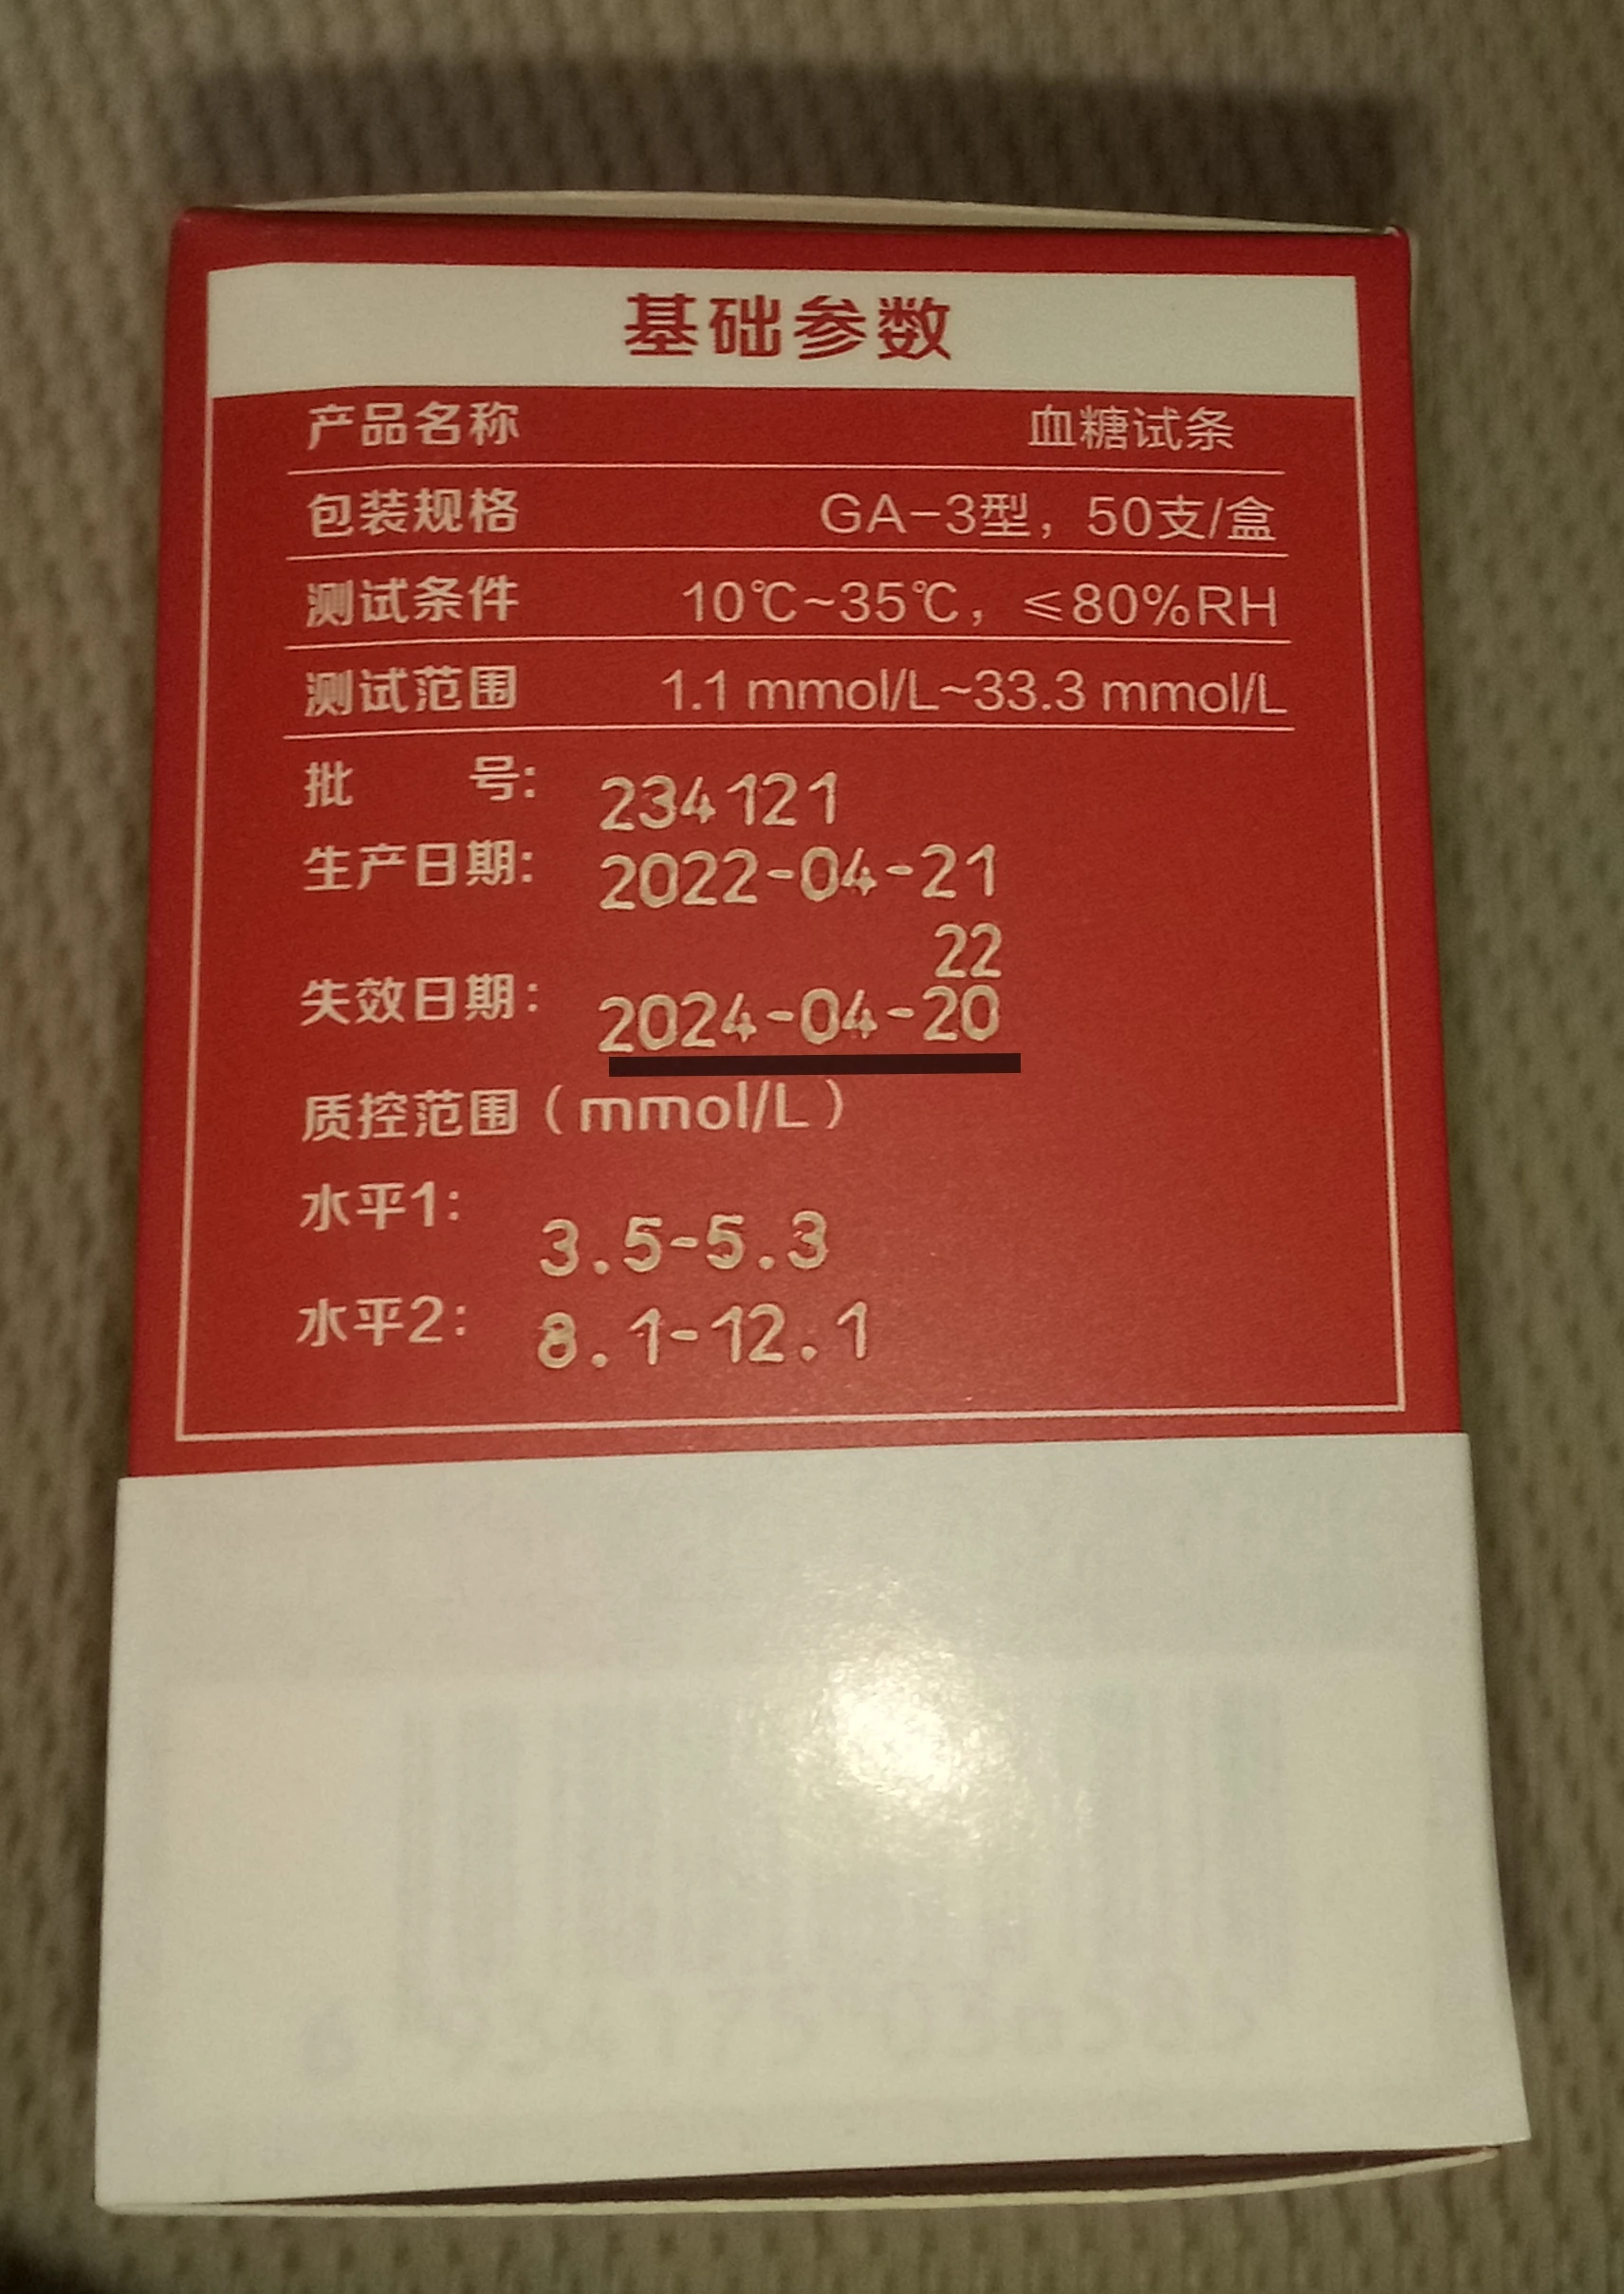 基础参数
产品名称 血糖试条
包装规格 GA-3型，50支/盒
测试条件 10℃~35℃，≤80%RH
测试范围 1.1 mmol/L~33.3 mmol/L
批 号: 234121
生产日期: 2022-04-21
22
失效日期: 2024-04-20
质控范围（mmol/L）
水平1: 3.5-5.3
水平2: 8.1-12.1